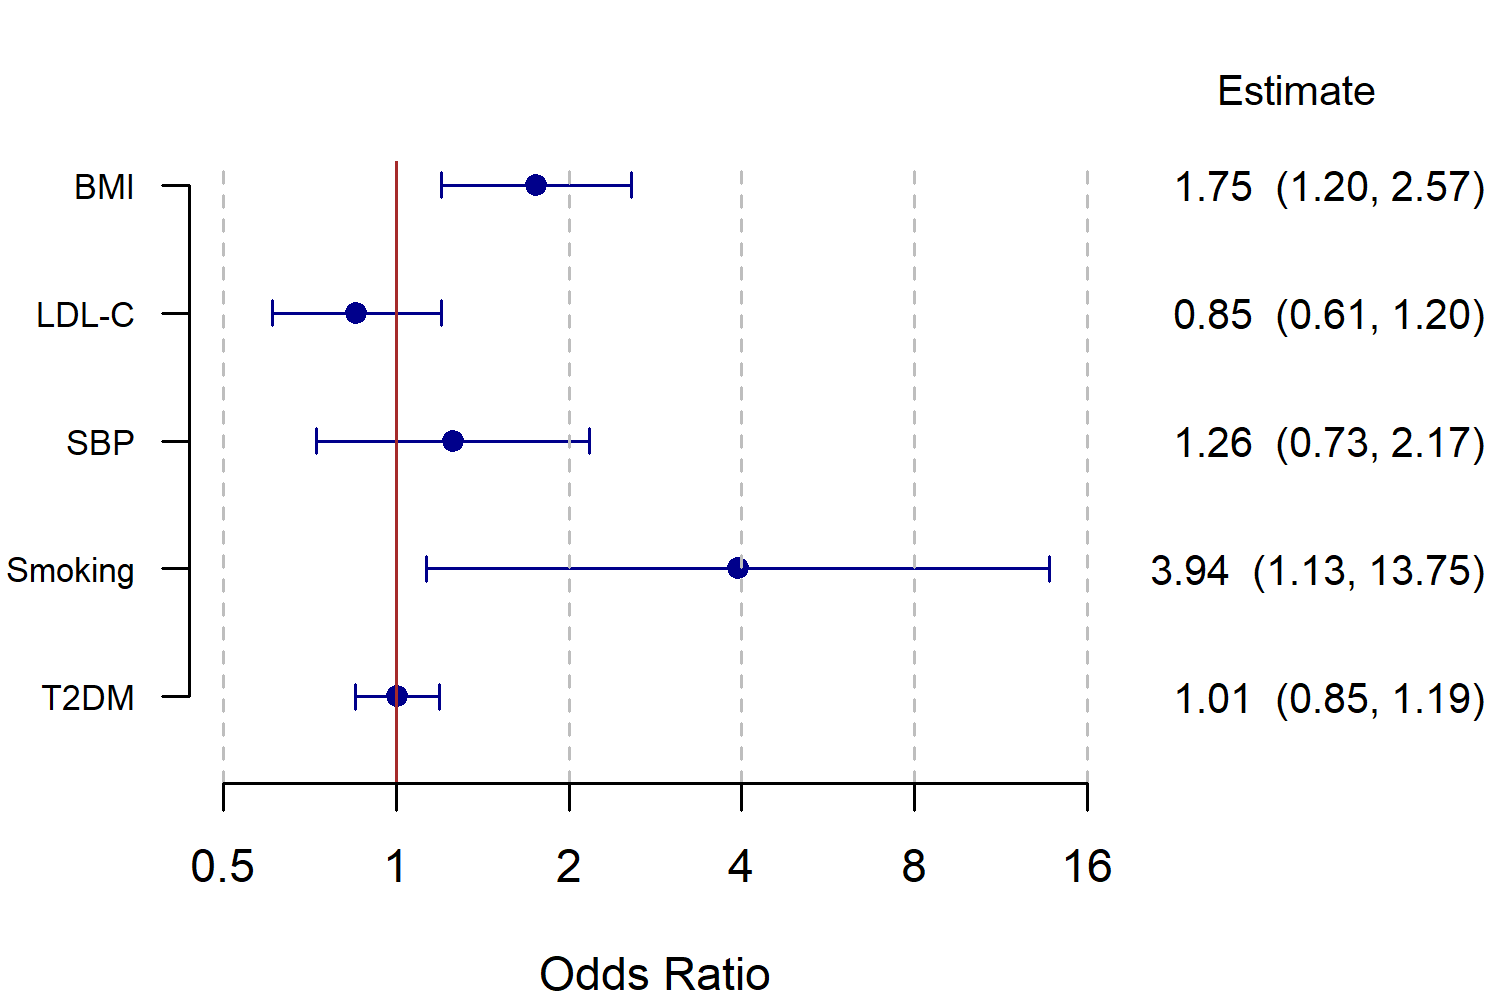 Estimate
BMI 1.75 (1.20, 2.57)
LDL-C 0.85 (0.61, 1.20)
SBP 1.26 (0.73, 2.17)
Smoking 3.94 (1.13, 13.75)
T2DM 1.01 (0.85, 1.19)
0.5 1 2 4 8 16
Odds Ratio